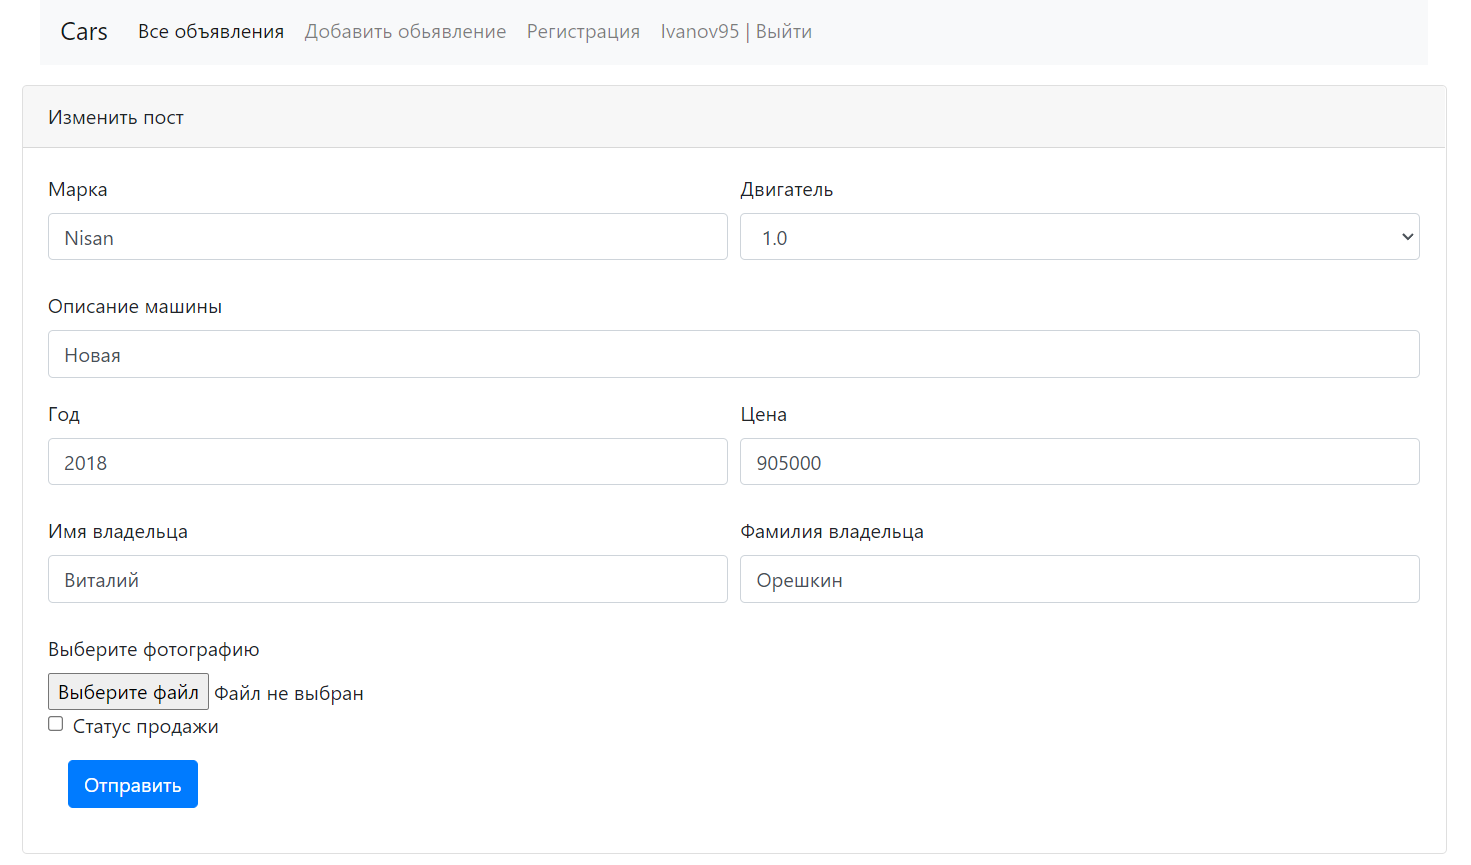 Cars Все объявления Добавить обьявление Регистрация Ivanov95 | Выйти
Изменить пост
Марка Двигатель
Nisan 1.0
Описание машины
Новая
Год Цена
2018 905000
Имя владельца Фамилия владельца
Виталий Орешкин
Выберите фотографию
Выберите файл Файл не выбран
Статус продажи
Отправить